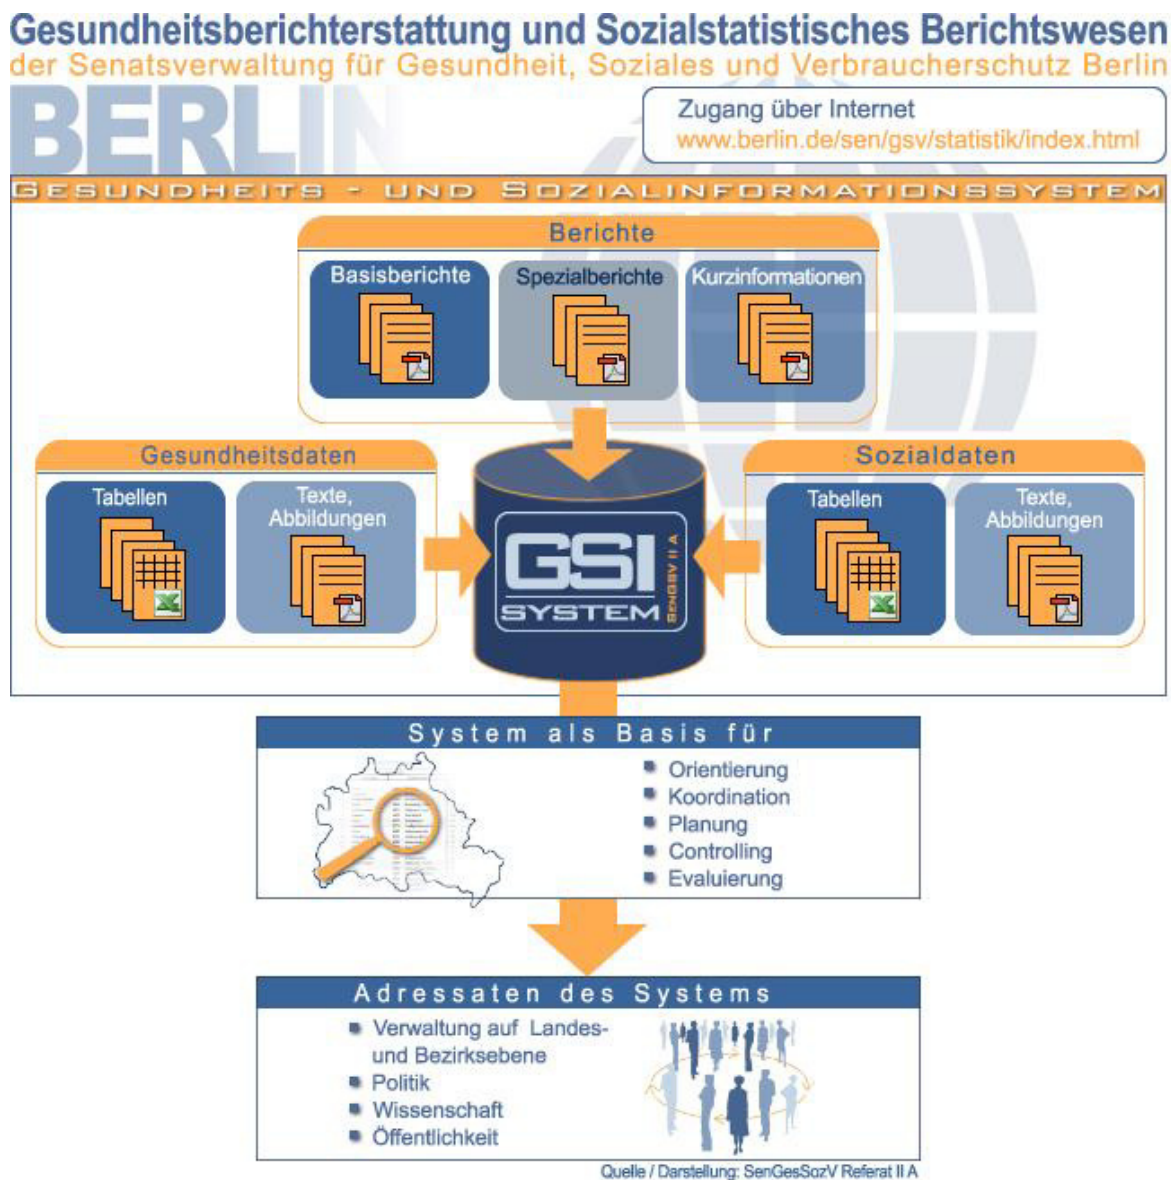 Gesundheitsberichterstattung und Sozialstatistisches Berichtswesen
der Senatsverwaltung für Gesundheit, Soziales und Verbraucherschutz Berlin
BERLIN
Zugang über Internet
www.berlin.de/sen/gsv/statistik/index.html
GESUNDHEITS - UND SOZIALINFORMATIONSSYSTEM
Berichte
Basisberichte
Spezialberichte
Kurzinformationen
Gesundheitsdaten
Tabellen
Texte,
Abbildungen
GSI
SYSTEM
SENGSV II A
Sozialdaten
Tabellen
Texte,
Abbildungen
System als Basis für
Orientierung
Koordination
Planung
Controlling
Evaluierung
Adressaten des Systems
Verwaltung auf Landes-
und Bezirksebene
Politik
Wissenschaft
Öffentlichkeit
Quelle / Darstellung: SenGesSozV Referat II A